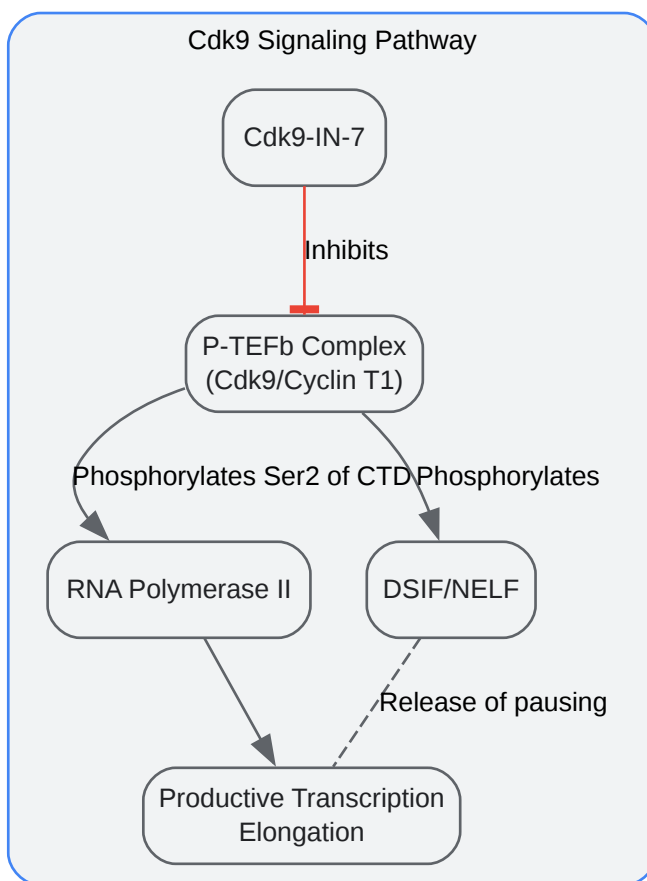 Cdk9 Signaling Pathway
Cdk9-IN-7
Inhibits
P-TEFb Complex
(Cdk9/Cyclin T1)
Phosphorylates Ser2 of CTD
Phosphorylates
RNA Polymerase II
DSIF/NELF
Release of pausing
Productive Transcription
Elongation